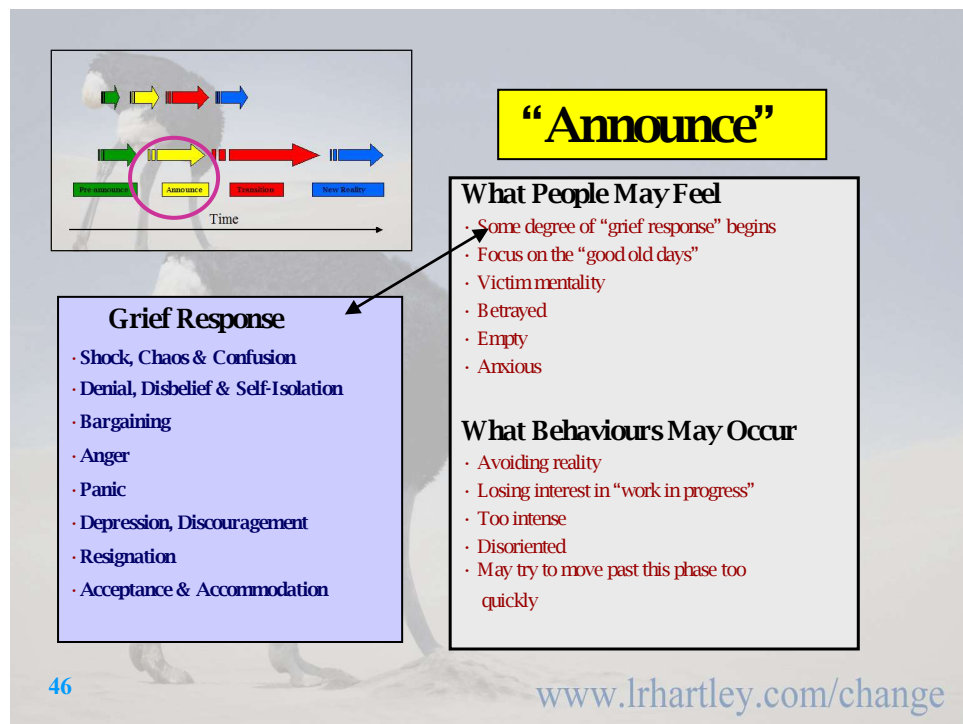 Pre-announce
Announce
Transition
New Reality
Time
“Announce”
What People May Feel
· Some degree of “grief response” begins
· Focus on the “good old days”
· Victim mentality
· Betrayed
· Empty
· Anxious
What Behaviours May Occur
· Avoiding reality
· Losing interest in “work in progress”
· Too intense
· Disoriented
· May try to move past this phase too
quickly
Grief Response
· Shock, Chaos & Confusion
· Denial, Disbelief & Self-Isolation
· Bargaining
· Anger
· Panic
· Depression, Discouragement
· Resignation
· Acceptance & Accommodation
46
www.lrhartley.com/change